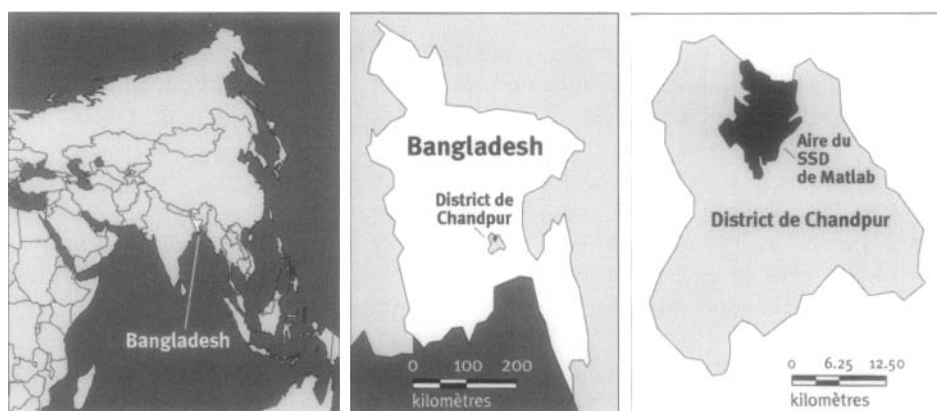 Bangladesh
Bangladesh
District de
Chandpur
0 100 200
kilomètres
Aire du
SSD
de Matlab
District de Chandpur
0 6.25 12.50
kilomètres